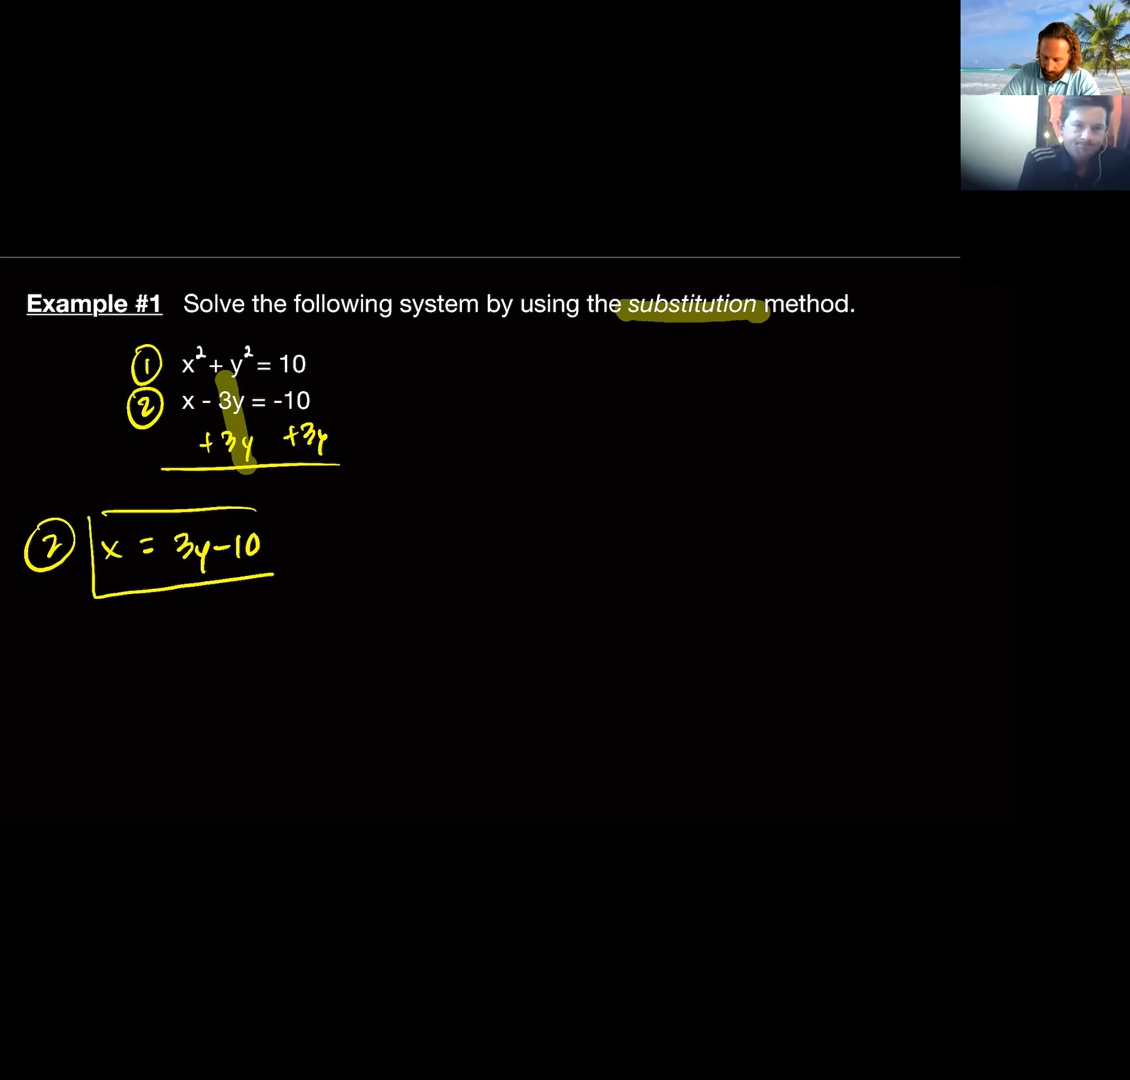 Example #1 Solve the following system by using the substitution method.
① x² + y² = 10
② x - 3y = -10
+3y +3y
② x = 3y-10